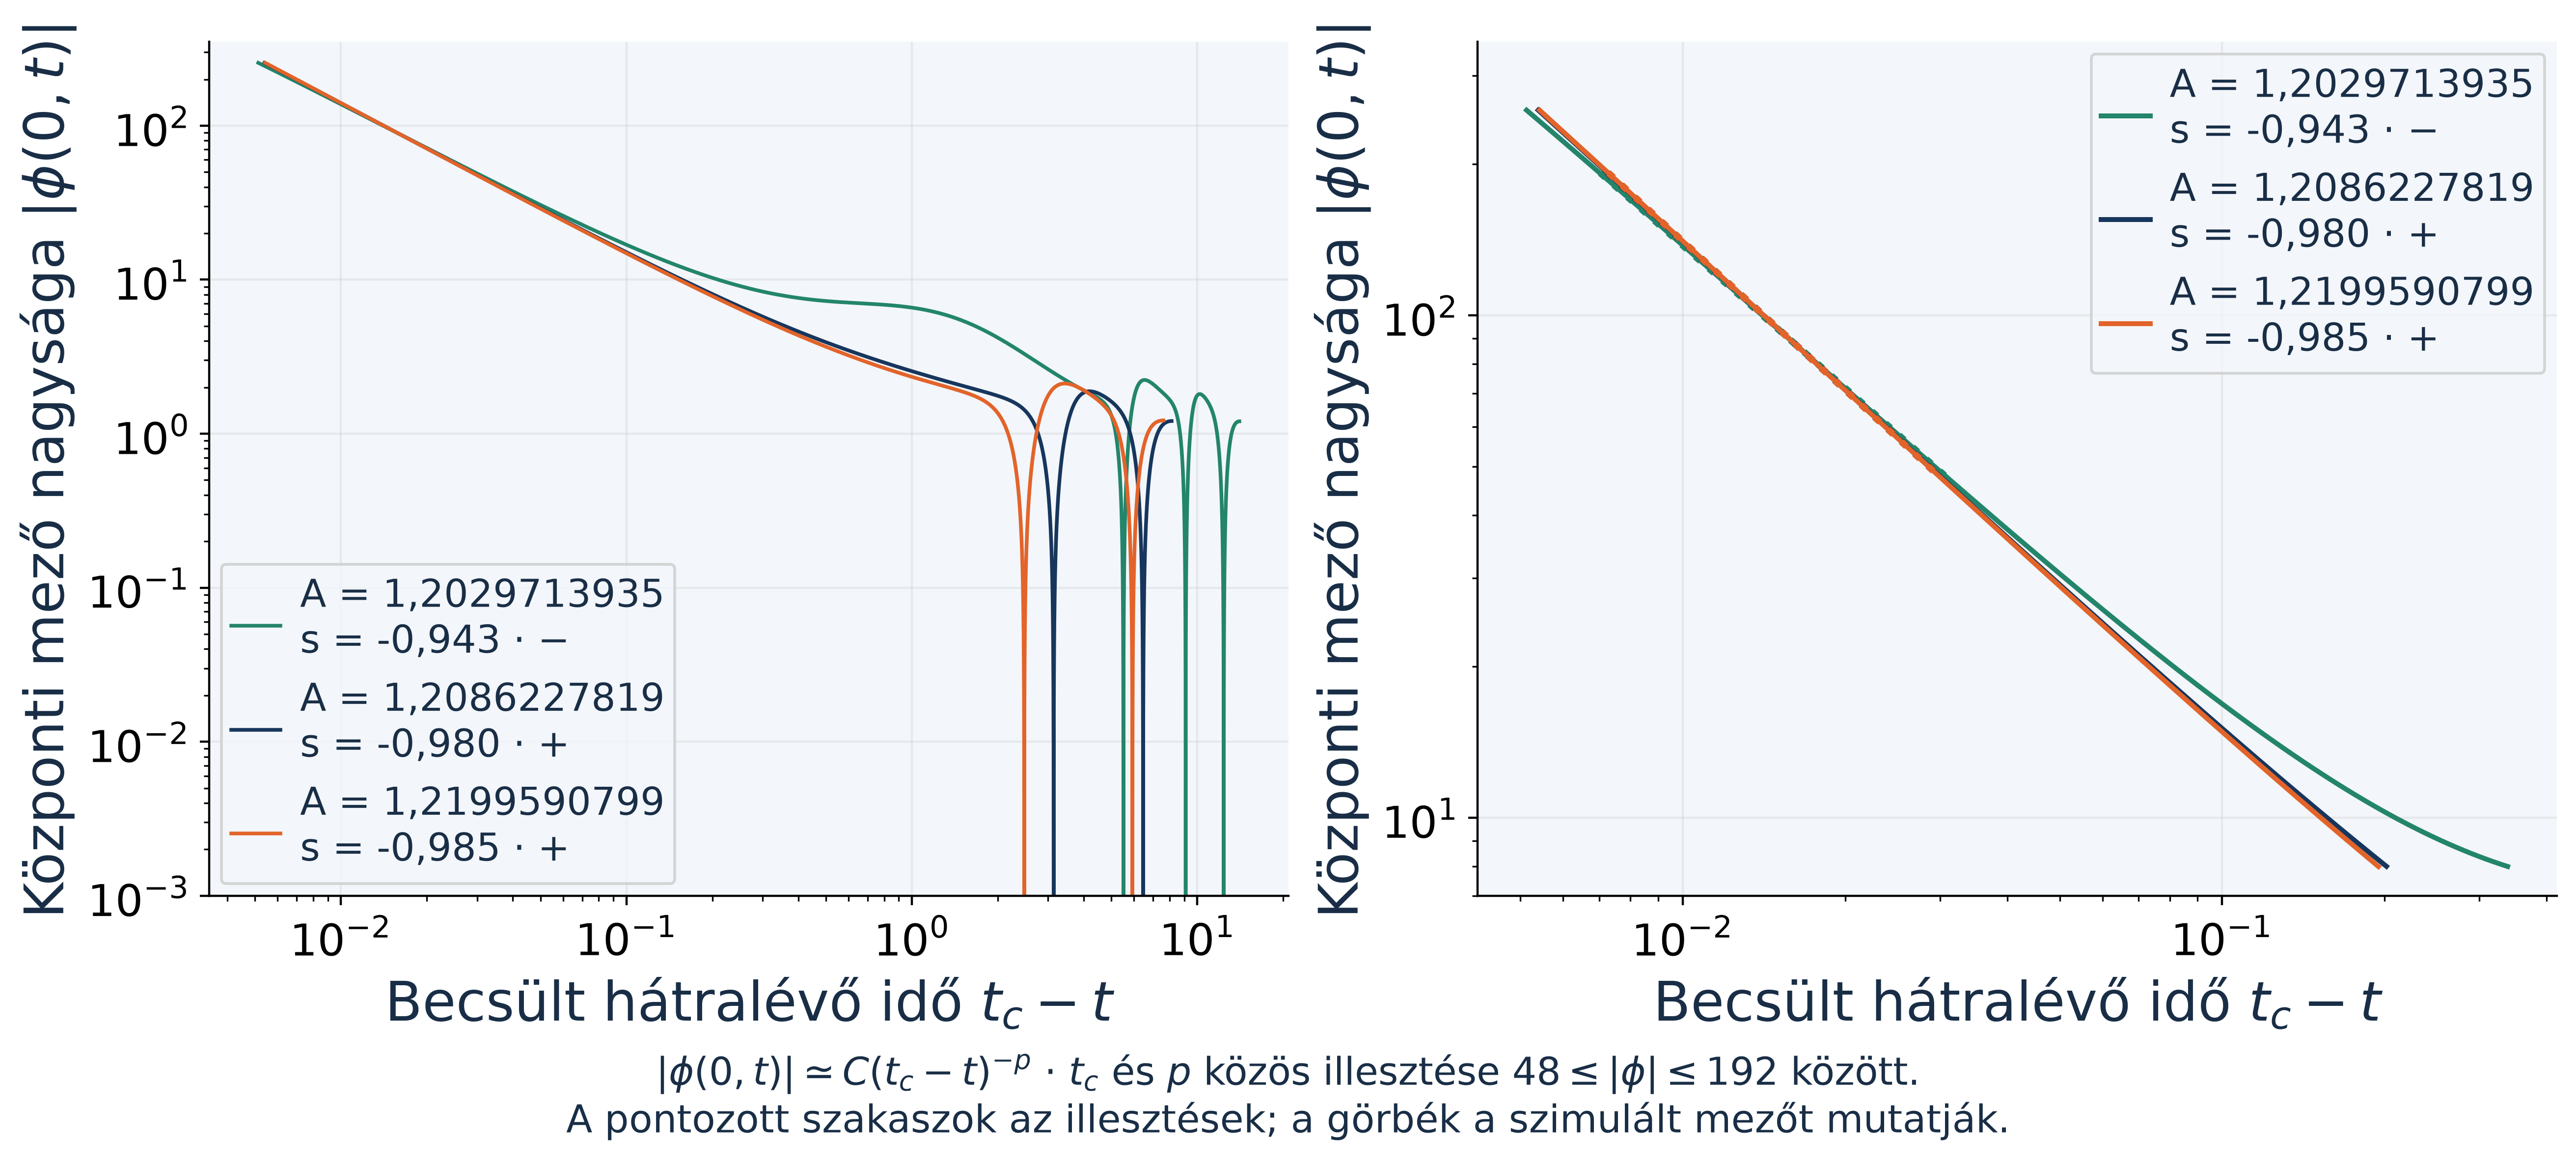 Központi mező nagysága |ϕ(0, t)|
10²
10¹
10⁰
10⁻¹
10⁻²
10⁻³
A = 1,2029713935
s = -0,943 · −
A = 1,2086227819
s = -0,980 · +
A = 1,2199590799
s = -0,985 · +
10⁻²
10⁻¹
10⁰
10¹
Becsült hátralévő idő t_c − t
Központi mező nagysága |ϕ(0, t)|
10²
10¹
A = 1,2029713935
s = -0,943 · −
A = 1,2086227819
s = -0,980 · +
A = 1,2199590799
s = -0,985 · +
10⁻²
10⁻¹
Becsült hátralévő idő t_c − t
|ϕ(0, t)| ≃ C(t_c − t)⁻ᵖ · t_c és p közös illesztése 48 ≤ |ϕ| ≤ 192 között.
A pontozott szakaszok az illesztések; a görbék a szimulált mezőt mutatják.